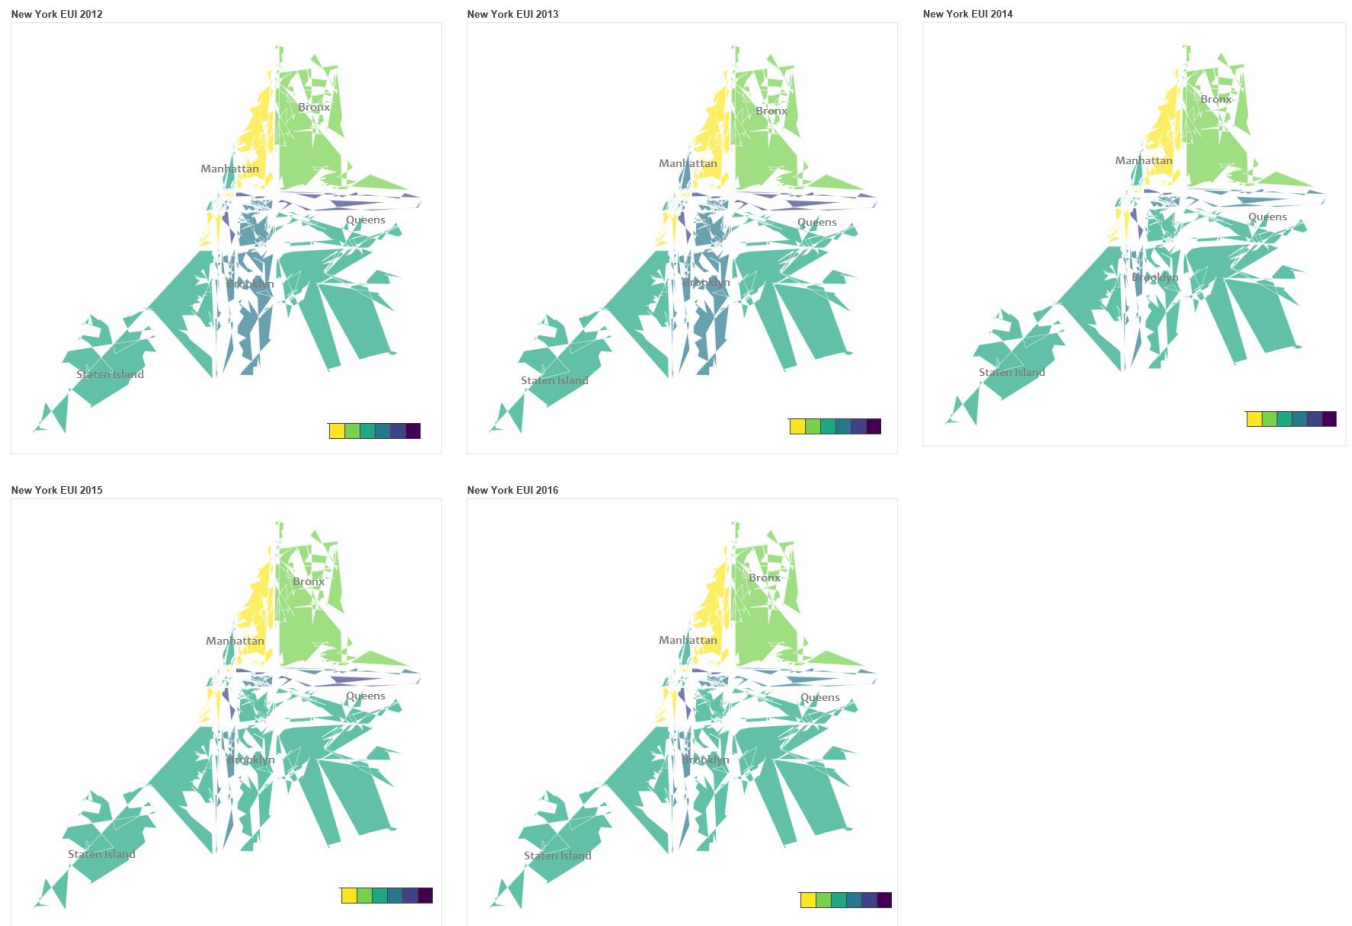 New York EUI 2012
Bronx
Manhattan
Queens
Brooklyn
Staten Island
New York EUI 2013
Bronx
Manhattan
Queens
Brooklyn
Staten Island
New York EUI 2014
Bronx
Manhattan
Queens
Brooklyn
Staten Island
New York EUI 2015
Bronx
Manhattan
Queens
Brooklyn
Staten Island
New York EUI 2016
Bronx
Manhattan
Queens
Brooklyn
Staten Island